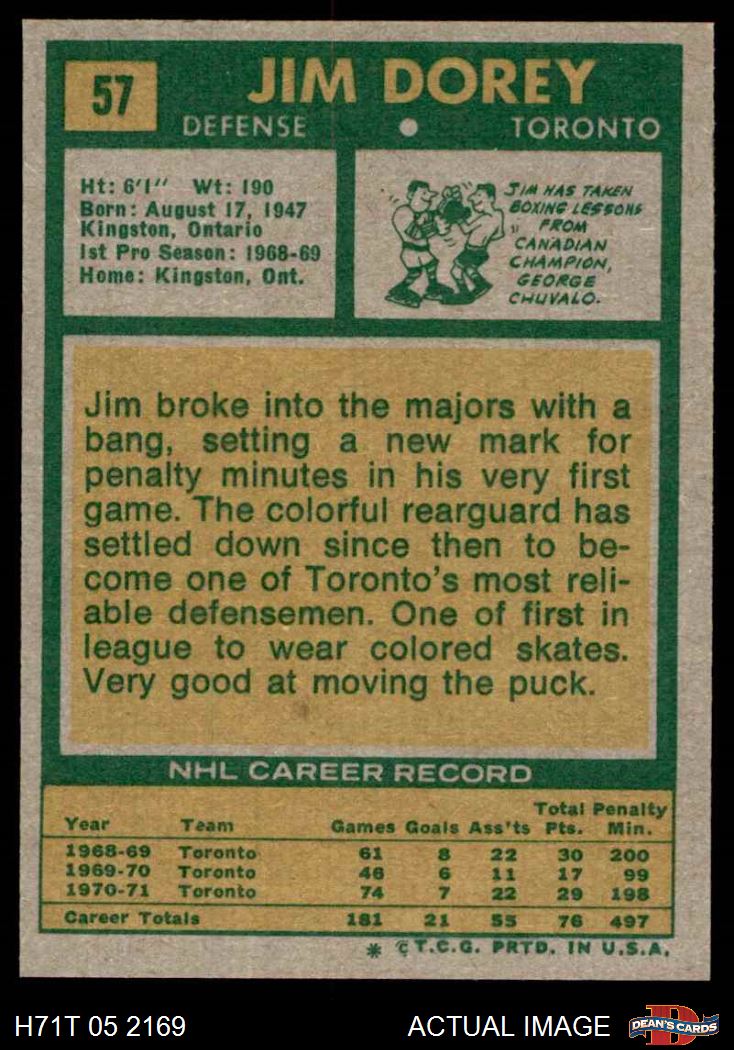 57
JIM DOREY
DEFENSE • TORONTO
Ht: 6'1" Wt: 190
Born: August 17, 1947
Kingston, Ontario
1st Pro Season: 1968-69
Home: Kingston, Ont.
JIM HAS TAKEN
BOXING LESSONS
FROM
CANADIAN
CHAMPION,
GEORGE
CHUVALO.
Jim broke into the majors with a
bang, setting a new mark for
penalty minutes in his very first
game. The colorful rearguard has
settled down since then to be-
come one of Toronto's most reli-
able defensemen. One of first in
league to wear colored skates.
Very good at moving the puck.
NHL CAREER RECORD
Total Penalty
Year Team Games Goals Ass'ts Pts. Min.
1968-69 Toronto 61 8 22 30 200
1969-70 Toronto 46 6 11 17 99
1970-71 Toronto 74 7 22 29 198
Career Totals 181 21 55 76 497
* © T.C.G. PRTD. IN U.S.A.
H71T 05 2169 ACTUAL IMAGE
D
DEAN'S CARDS